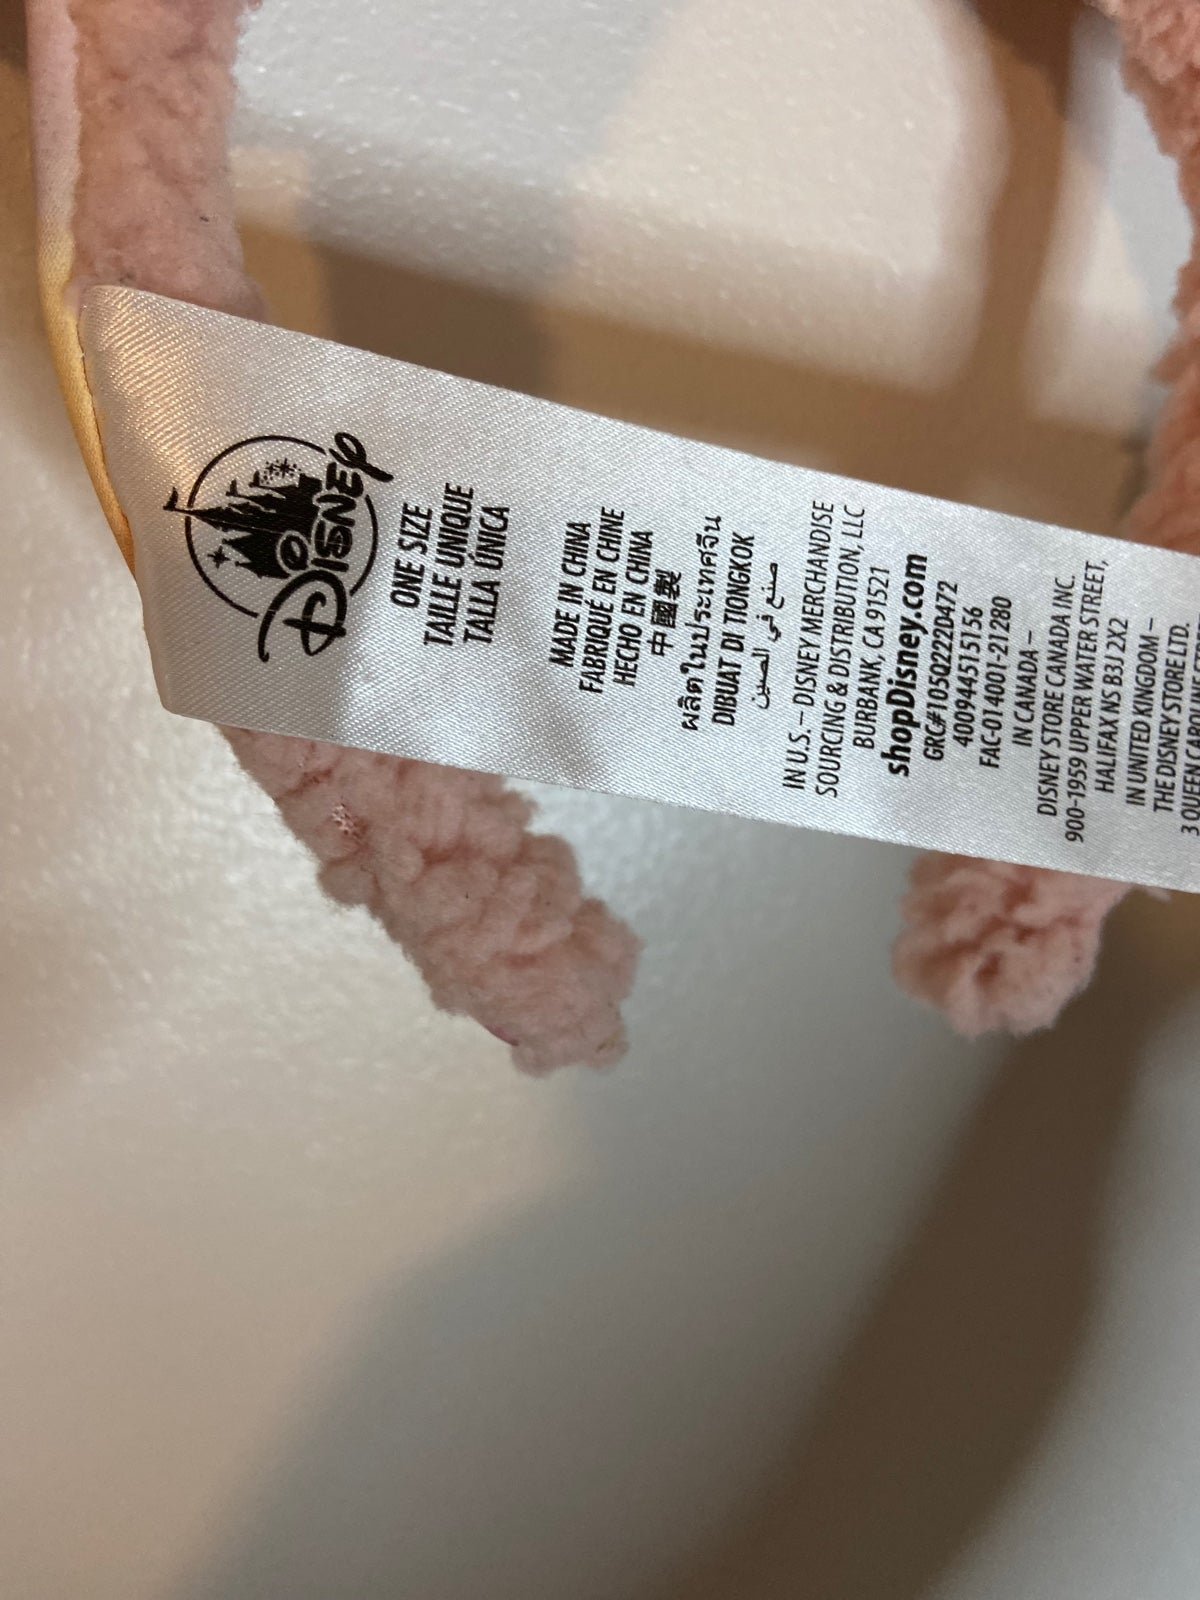 Disney
ONE SIZE
TAILLE UNIQUE
TALLA ÚNICA
MADE IN CHINA
FABRIQUÉ EN CHINE
HECHO EN CHINA
中國製
ผลิตในประเทศจีน
DIBUAT DI TIONGKOK
صنع في الصين
IN U.S. – DISNEY MERCHANDISE
SOURCING & DISTRIBUTION, LLC
BURBANK, CA 91521
shopDisney.com
GRC#105Q222D472
400944515156
FAC-014001-21280
IN CANADA –
DISNEY STORE CANADA INC.
900-1959 UPPER WATER STREET,
HALIFAX NS B3J 2X2
IN UNITED KINGDOM –
THE DISNEY STORE LTD.
3 QUEEN